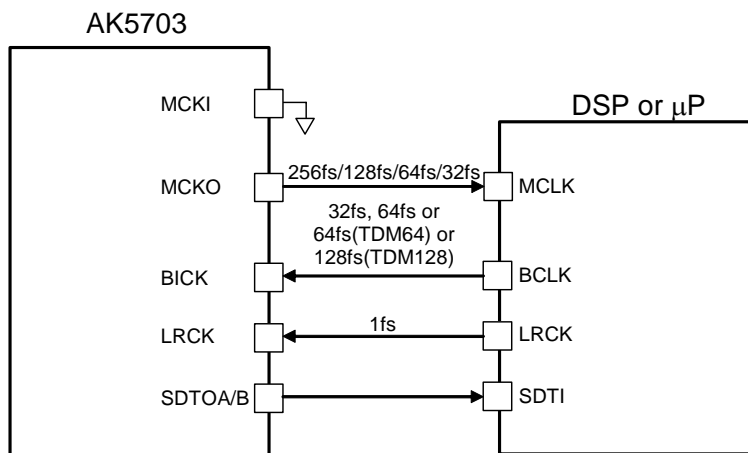 AK5703
DSP or μP
MCKI
MCKO
256fs/128fs/64fs/32fs
MCLK
32fs, 64fs or
64fs(TDM64) or
128fs(TDM128)
BICK
BCLK
LRCK
1fs
LRCK
SDTOA/B
SDTI